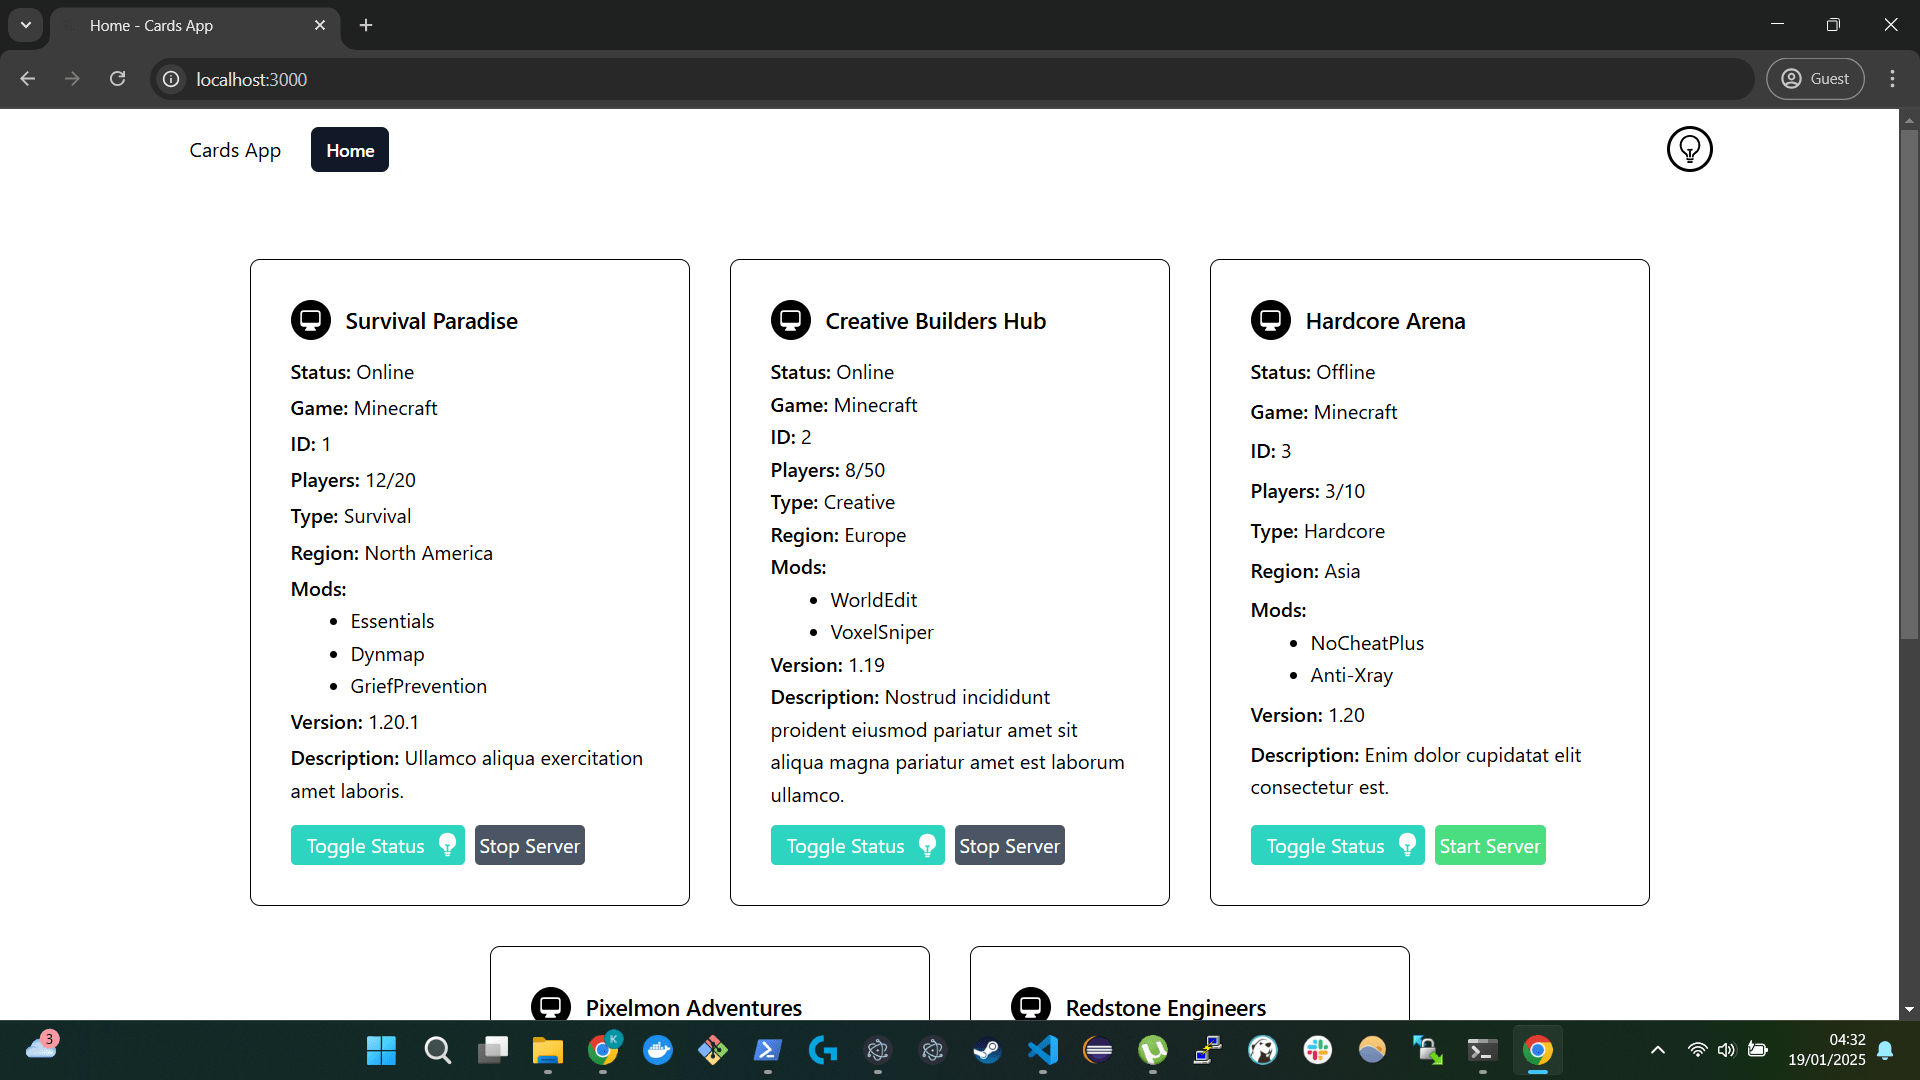 Home - Cards App
localhost:3000
Guest
Cards App
Home
Survival Paradise
Status: Online
Game: Minecraft
ID: 1
Players: 12/20
Type: Survival
Region: North America
Mods:
• Essentials
• Dynmap
• GriefPrevention
Version: 1.20.1
Description: Ullamco aliqua exercitation
amet laboris.
Toggle Status
Stop Server
Creative Builders Hub
Status: Online
Game: Minecraft
ID: 2
Players: 8/50
Type: Creative
Region: Europe
Mods:
• WorldEdit
• VoxelSniper
Version: 1.19
Description: Nostrud incididunt
proident eiusmod pariatur amet sit
aliqua magna pariatur amet est laborum
ullamco.
Toggle Status
Stop Server
Hardcore Arena
Status: Offline
Game: Minecraft
ID: 3
Players: 3/10
Type: Hardcore
Region: Asia
Mods:
• NoCheatPlus
• Anti-Xray
Version: 1.20
Description: Enim dolor cupidatat elit
consectetur est.
Toggle Status
Start Server
Pixelmon Adventures
Redstone Engineers
3
K
04:32
19/01/2025